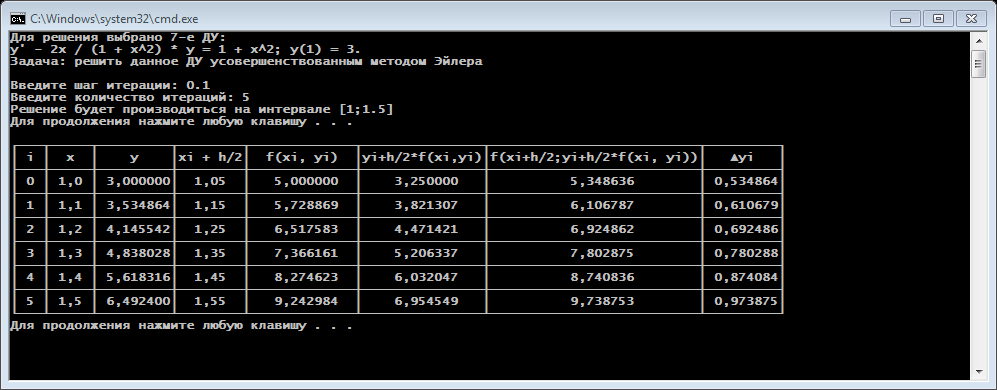 C:\Windows\system32\cmd.exe
Для решения выбрано 7-е ДУ:
y' - 2x / (1 + x^2) * y = 1 + x^2; y(1) = 3.
Задача: решить данное ДУ усовершенствованным методом Эйлера
Введите шаг итерации: 0.1
Введите количество итераций: 5
Решение будет производиться на интервале [1;1.5]
Для продолжения нажмите любую клавишу . . .
i x y xi + h/2 f(xi, yi) yi+h/2*f(xi,yi) f(xi+h/2;yi+h/2*f(xi, yi)) ▲yi
0 1,0 3,000000 1,05 5,000000 3,250000 5,348636 0,534864
1 1,1 3,534864 1,15 5,728869 3,821307 6,106787 0,610679
2 1,2 4,145542 1,25 6,517583 4,471421 6,924862 0,692486
3 1,3 4,838028 1,35 7,366161 5,206337 7,802875 0,780288
4 1,4 5,618316 1,45 8,274623 6,032047 8,740836 0,874084
5 1,5 6,492400 1,55 9,242984 6,954549 9,738753 0,973875
Для продолжения нажмите любую клавишу . . .